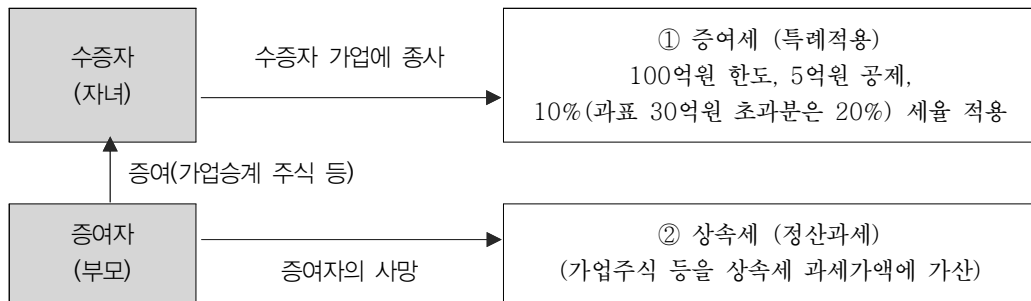 수증자
(자녀)
수증자 가업에 종사
① 증여세 (특례적용)
100억원 한도, 5억원 공제,
10%(과표 30억원 초과분은 20%) 세율 적용
증여(가업승계 주식 등)
증여자
(부모)
증여자의 사망
② 상속세 (정산과세)
(가업주식 등을 상속세 과세가액에 가산)